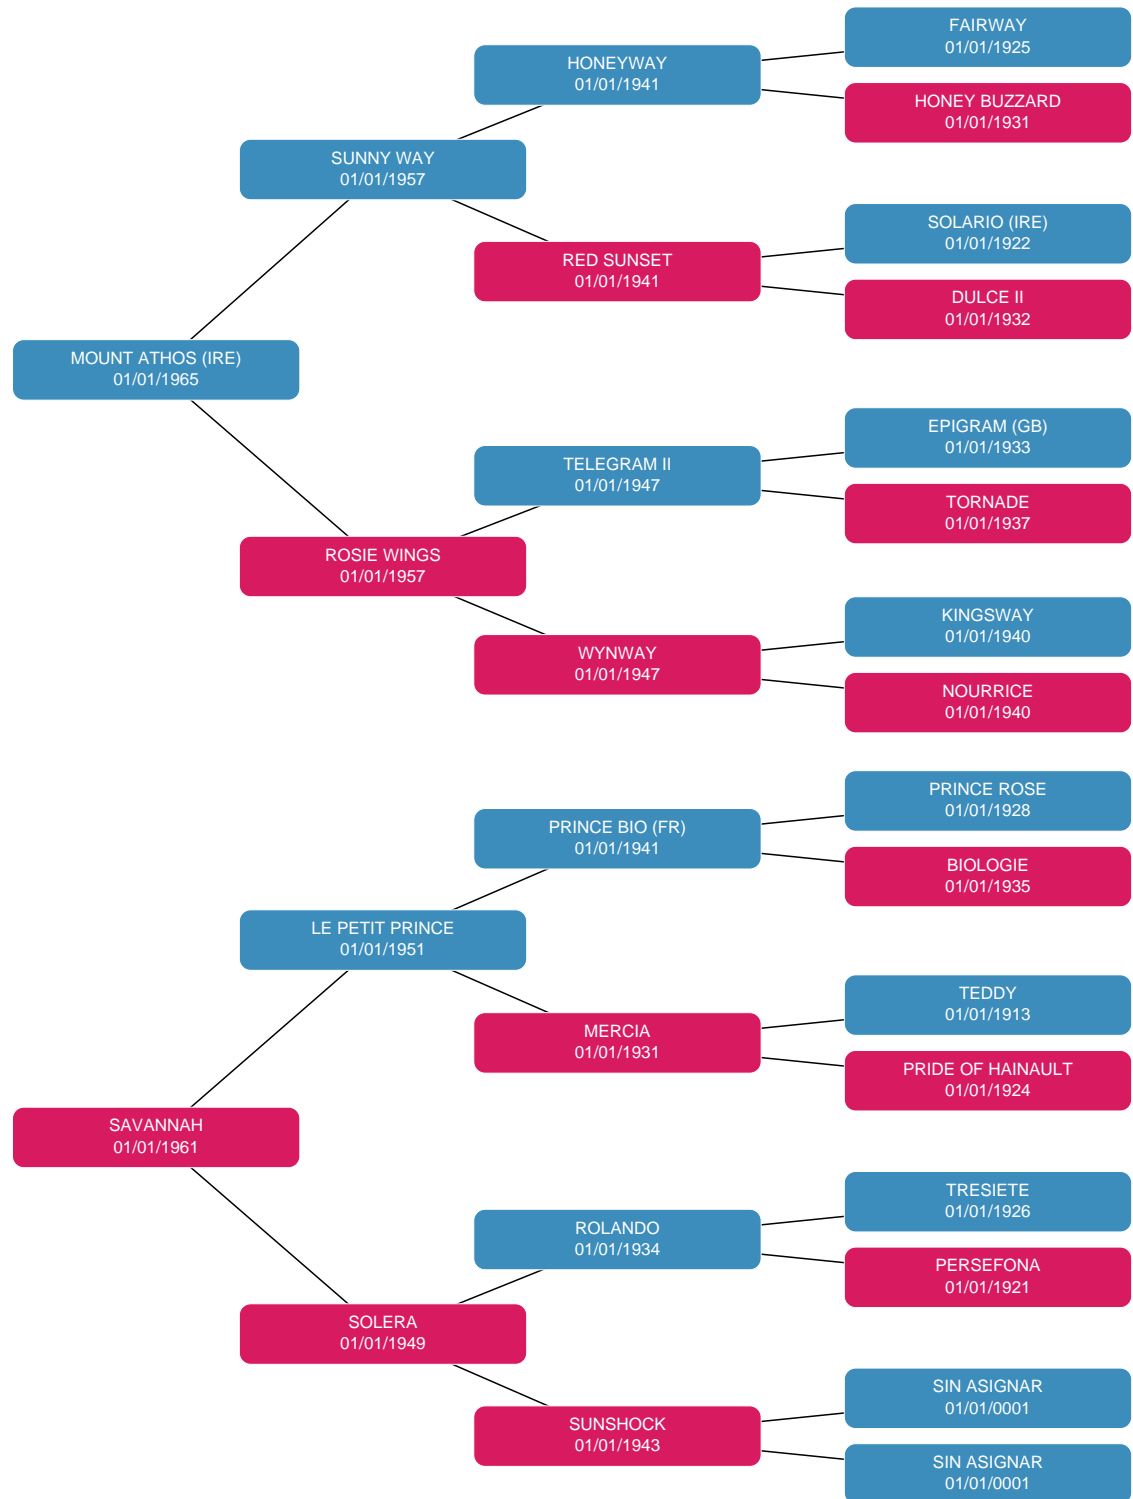 FAIRWAY
01/01/1925
HONEYWAY
01/01/1941
HONEY BUZZARD
01/01/1931
SUNNY WAY
01/01/1957
SOLARIO (IRE)
01/01/1922
RED SUNSET
01/01/1941
DULCE II
01/01/1932
MOUNT ATHOS (IRE)
01/01/1965
EPIGRAM (GB)
01/01/1933
TELEGRAM II
01/01/1947
TORNADE
01/01/1937
ROSIE WINGS
01/01/1957
KINGSWAY
01/01/1940
WYNWAY
01/01/1947
NOURRICE
01/01/1940
PRINCE ROSE
01/01/1928
PRINCE BIO (FR)
01/01/1941
BIOLOGIE
01/01/1935
LE PETIT PRINCE
01/01/1951
TEDDY
01/01/1913
MERCIA
01/01/1931
PRIDE OF HAINAULT
01/01/1924
SAVANNAH
01/01/1961
TRESIETE
01/01/1926
ROLANDO
01/01/1934
PERSEFONA
01/01/1921
SOLERA
01/01/1949
SIN ASIGNAR
01/01/0001
SUNSHOCK
01/01/1943
SIN ASIGNAR
01/01/0001